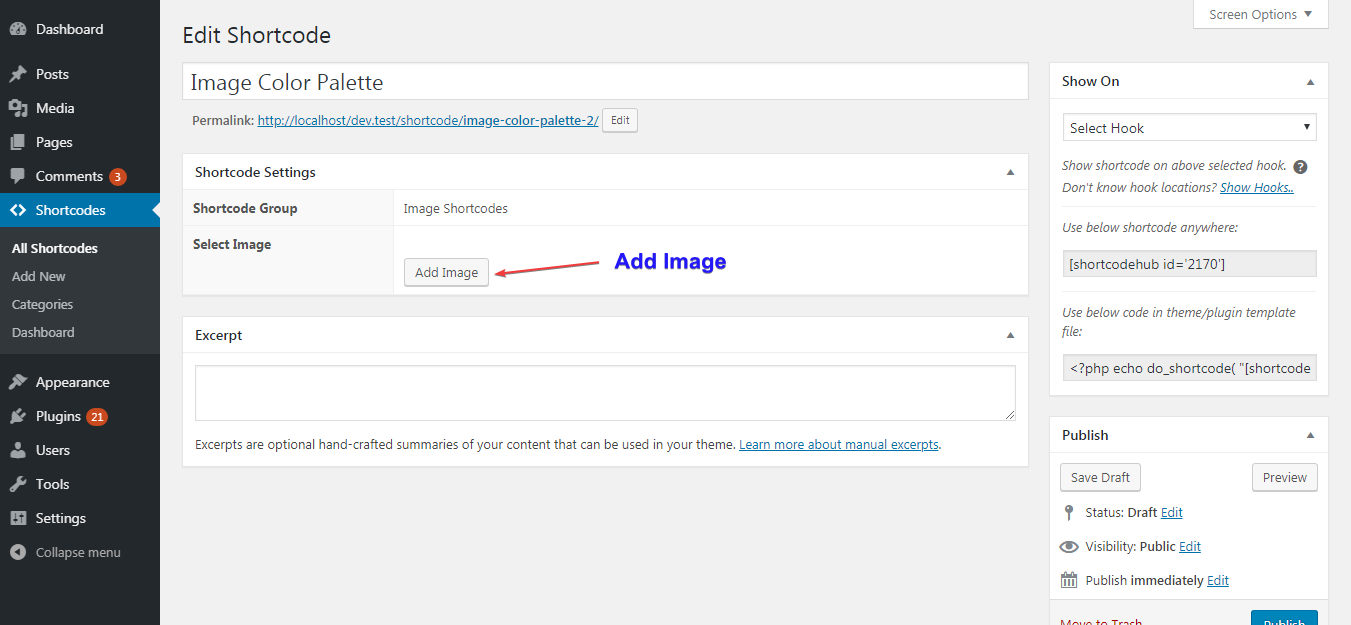 Dashboard
Posts
Media
Pages
Comments 3
Shortcodes
All Shortcodes
Add New
Categories
Dashboard
Appearance
Plugins 21
Users
Tools
Settings
Collapse menu
Screen Options
Edit Shortcode
Image Color Palette
Permalink: http://localhost/dev.test/shortcode/image-color-palette-2/ Edit
Shortcode Settings
Shortcode Group Image Shortcodes
Select Image
Add Image
Add Image
Excerpt
Excerpts are optional hand-crafted summaries of your content that can be used in your theme. Learn more about manual excerpts.
Show On
Select Hook
Show shortcode on above selected hook. ?
Don't know hook locations? Show Hooks..
Use below shortcode anywhere:
[shortcodehub id='2170']
Use below code in theme/plugin template
file:
<?php echo do_shortcode( "[shortcode
Publish
Save Draft Preview
Status: Draft Edit
Visibility: Public Edit
Publish immediately Edit
Move to Trash Publish